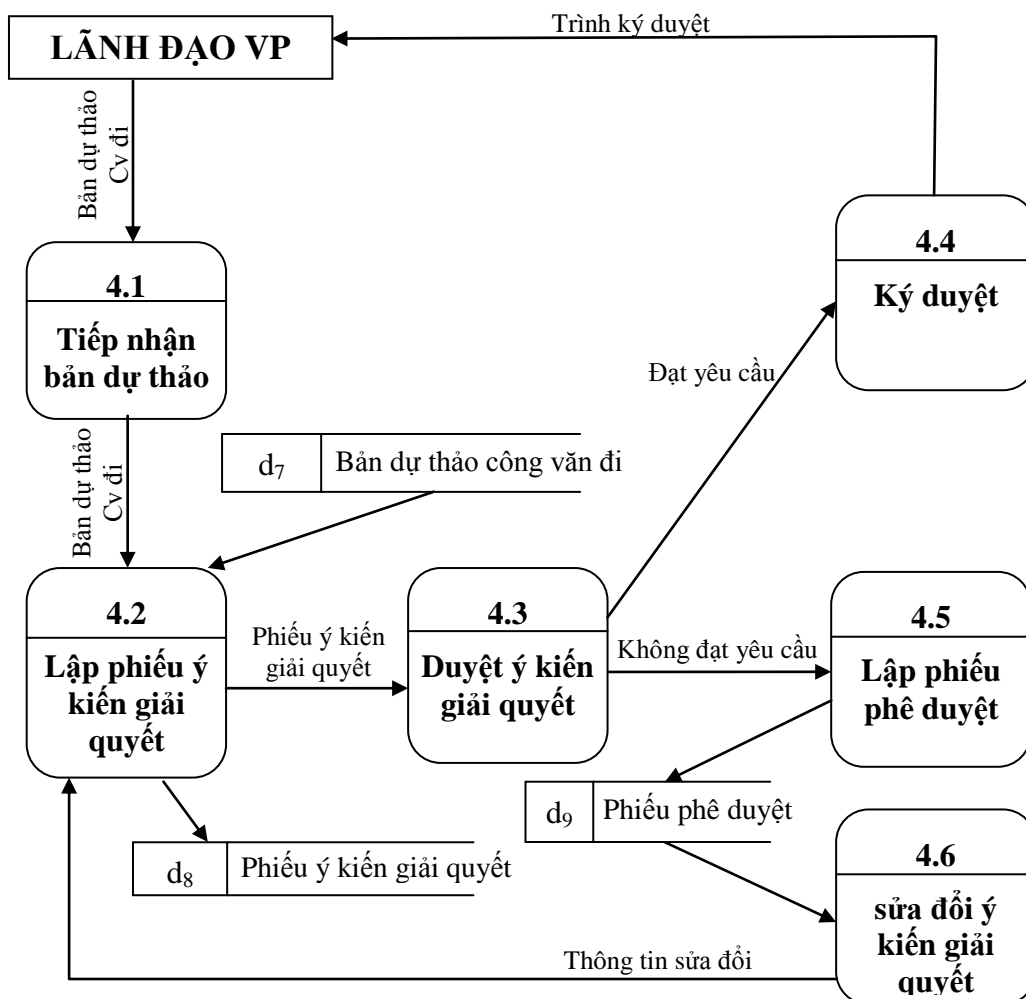 Trình ký duyệt
LÃNH ĐẠO VP
Bản dự thảo
Cv đi
4.1
Tiếp nhận
bản dự thảo
4.4
Ký duyệt
Đạt yêu cầu
Bản dự thảo
Cv đi
d₇
Bản dự thảo công văn đi
4.2
Lập phiếu ý
kiến giải
quyết
Phiếu ý kiến
giải quyết
4.3
Duyệt ý kiến
giải quyết
Không đạt yêu cầu
4.5
Lập phiếu
phê duyệt
d₉
Phiếu phê duyệt
d₈
Phiếu ý kiến giải quyết
4.6
sửa đổi ý
kiến giải
quyết
Thông tin sửa đổi